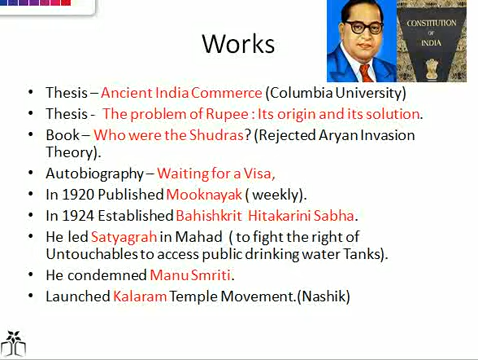 CONSTITUTION
OF
INDIA
Works
• Thesis – Ancient India Commerce (Columbia University)
• Thesis - The problem of Rupee : Its origin and its solution.
• Book – Who were the Shudras? (Rejected Aryan Invasion
Theory).
• Autobiography – Waiting for a Visa,
• In 1920 Published Mooknayak ( weekly).
• In 1924 Established Bahishkrit Hitakarini Sabha.
• He led Satyagrah in Mahad ( to fight the right of
Untouchables to access public drinking water Tanks).
• He condemned Manu Smriti.
• Launched Kalaram Temple Movement.(Nashik)